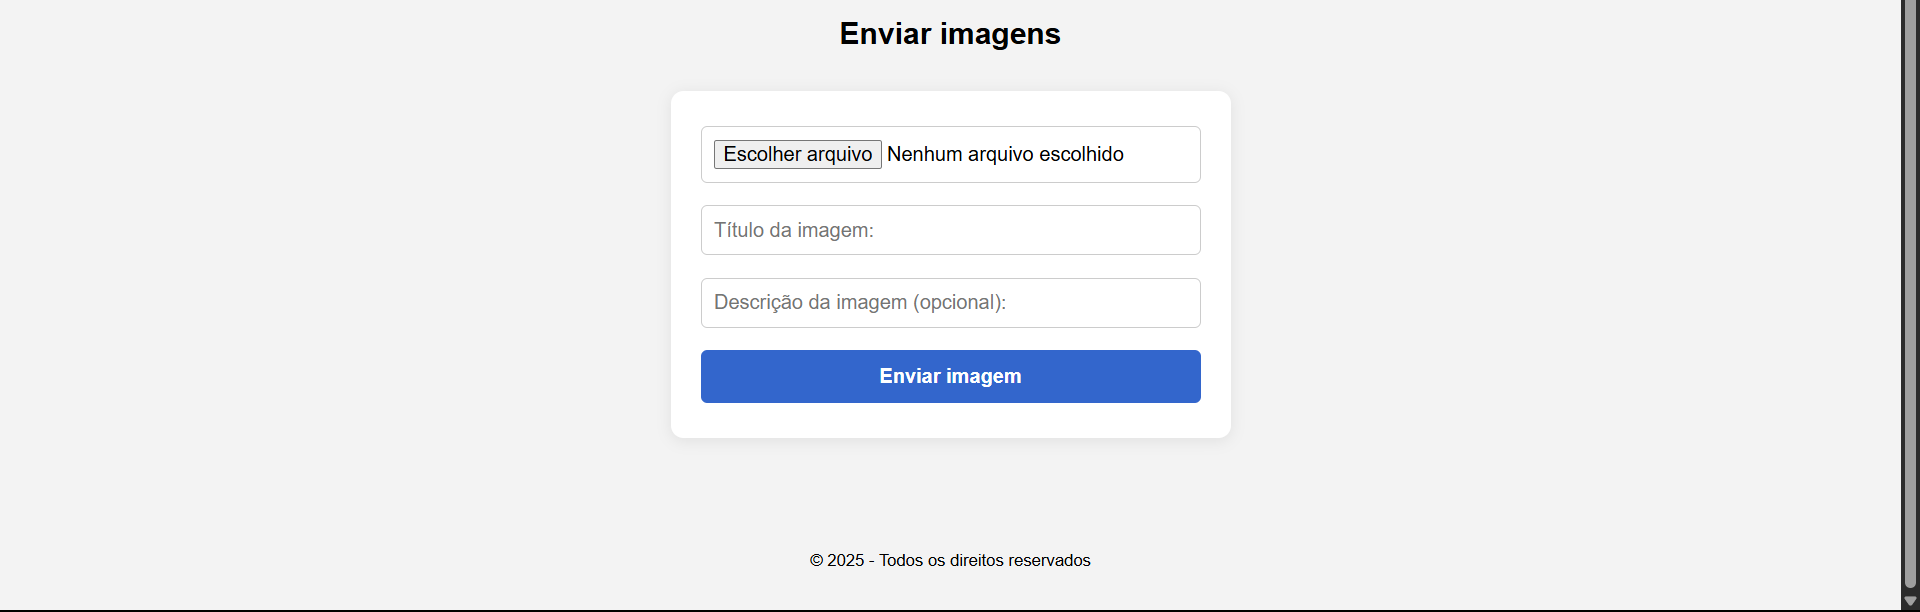 Enviar imagens
Escolher arquivo Nenhum arquivo escolhido
Título da imagem:
Descrição da imagem (opcional):
Enviar imagem
© 2025 - Todos os direitos reservados